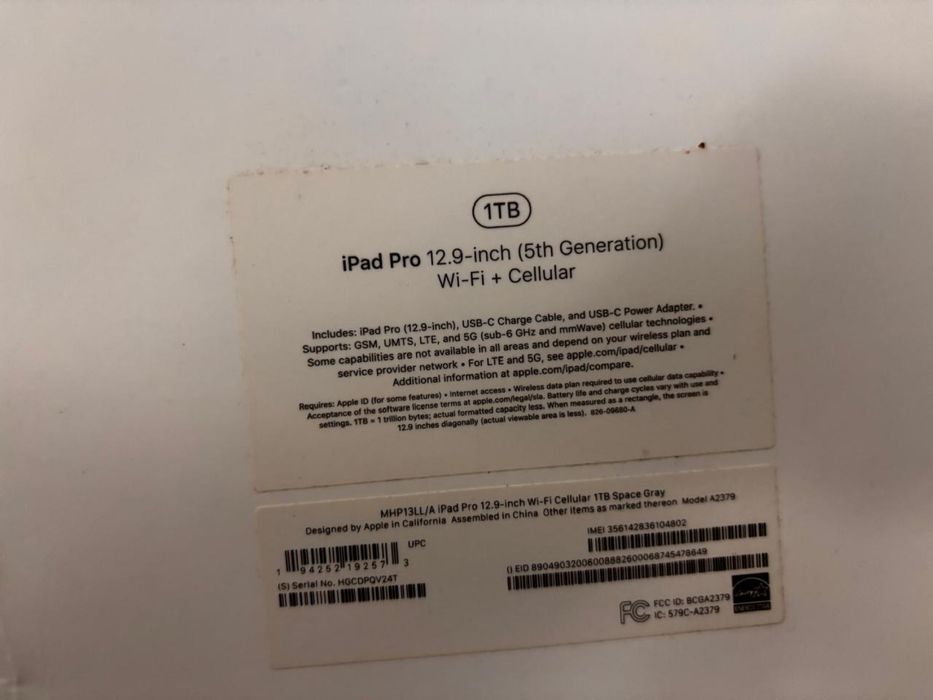 1TB
iPad Pro 12.9-inch (5th Generation)
Wi-Fi + Cellular
Includes: iPad Pro (12.9-inch), USB-C Charge Cable, and USB-C Power Adapter. •
Supports: GSM, UMTS, LTE, and 5G (sub-6 GHz and mmWave) cellular technologies •
Some capabilities are not available in all areas and depend on your wireless plan and
service provider network • For LTE and 5G, see apple.com/ipad/cellular •
Additional information at apple.com/ipad/compare.
Requires: Apple ID (for some features) • Internet access • Wireless data plan required to use cellular data capability •
Acceptance of the software license terms at apple.com/legal/sla. Battery life and charge cycles vary with use and
settings. 1TB = 1 trillion bytes; actual formatted capacity less. When measured as a rectangle, the screen is
12.9 inches diagonally (actual viewable area is less). 826-09680-A
MHP13LL/A iPad Pro 12.9-inch Wi-Fi Cellular 1TB Space Gray
Designed by Apple in California Assembled in China Other items as marked thereon Model A2379
UPC
1 94252 19257 3
(S) Serial No. HGCDPQV24T
IMEI 356142836104802
() EID 89049032006008882600068745478649
FC FCC ID: BCGA2379
IC: 579C-A2379
ENERGY STAR